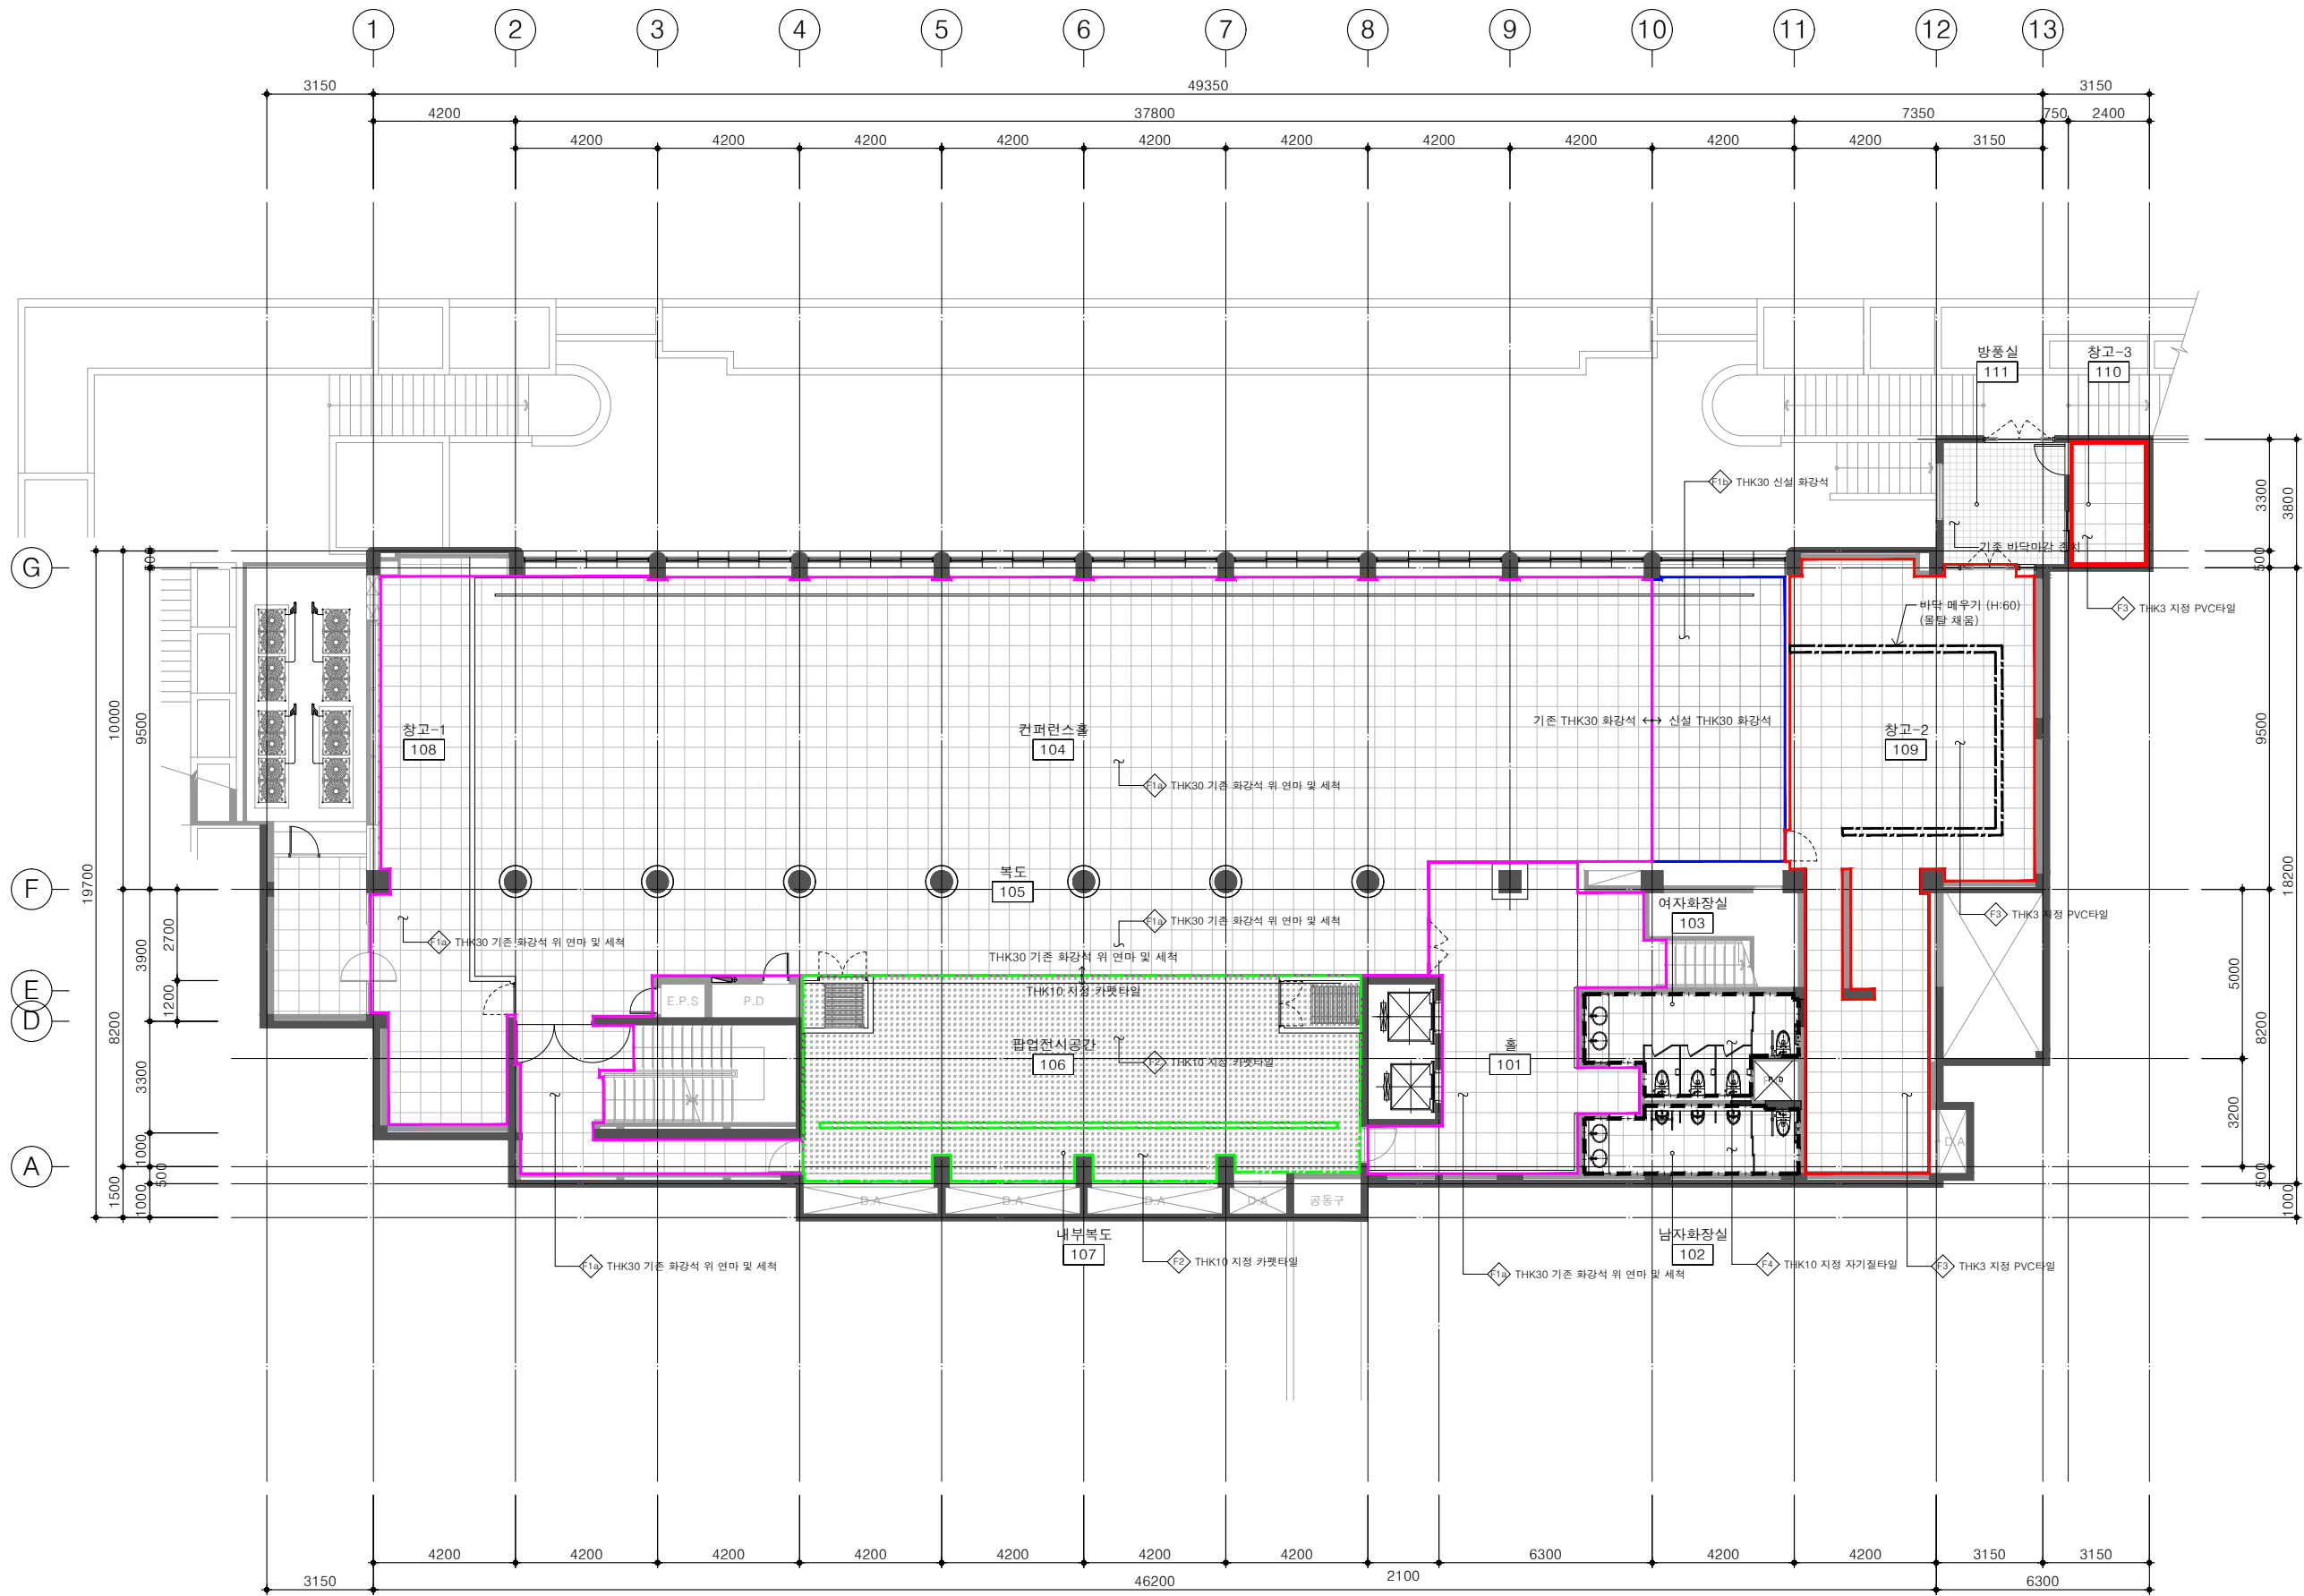 1 2 3 4 5 6 7 8 9 10 11 12 13
3150 49350 3150
4200 37800 7350 750 2400
4200 4200 4200 4200 4200 4200 4200 4200 4200 4200 3150
방풍실
111
창고-3
110
F1b THK30 신설 화강석
3300
3800
500
기존 바닥마감 존치
G
500
F3 THK3 지정 PVC타일
바닥 메우기 (H:60)
(몰탈 채움)
10000
9500
9500
기존 THK30 화강석 ↔ 신설 THK30 화강석
창고-1
108
컨퍼런스홀
104
창고-2
109
F1a THK30 기존 화강석 위 연마 및 세척
19700
18200
F
복도
105
여자화장실
103
F1a THK30 기존 화강석 위 연마 및 세척
F3 THK3 지정 PVC타일
F1a THK30 기존 화강석 위 연마 및 세척
2700
3900
THK30 기존 화강석 위 연마 및 세척
5000
THK10 지정 카펫타일
E
D
1200
E.P.S
P.D
8200
8200
팝업전시공간
106
F2 THK10 지정 카펫타일
홀
101
3300
3200
1000
D.A
A
500
1500
1000
500
1000
D.A D.A D.A D.A 공동구
내부복도
107
남자화장실
102
F1a THK30 기존 화강석 위 연마 및 세척
F2 THK10 지정 카펫타일
F1a THK30 기존 화강석 위 연마 및 세척
F4 THK10 지정 자기질타일
F3 THK3 지정 PVC타일
4200 4200 4200 4200 4200 4200 4200 6300 4200 4200 3150 3150
2100
3150 46200 6300